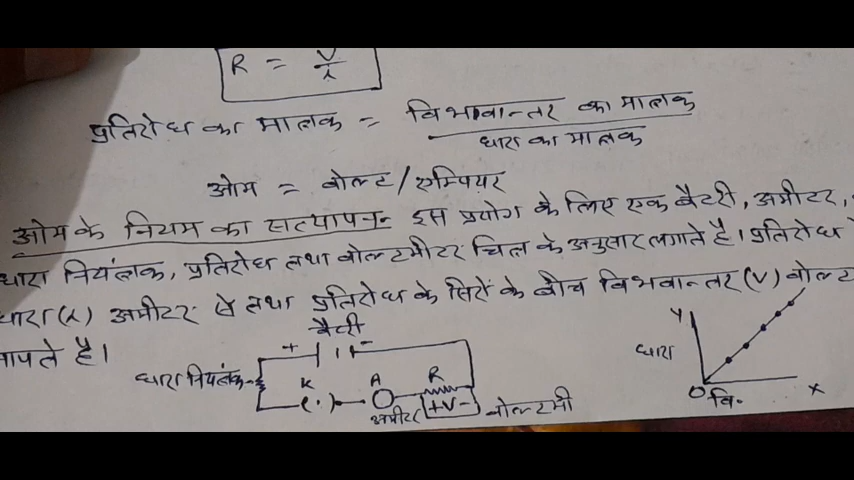 R = V/i
प्रतिरोध का मात्रक = विभवान्तर का मात्रक / धारा का मात्रक
ओम = वोल्ट/एम्पियर
ओम के नियम का सत्यापन- इस प्रयोग के लिए एक बैटरी, अमीटर,
धारा नियंत्रक, प्रतिरोध तथा वोल्टमीटर चित्र के अनुसार लगाते है। प्रतिरोध
धारा(i) अमीटर से तथा प्रतिरोध के सिरों के बीच विभवान्तर(V) वोल्ट
मापते है।
बैटरी
+ -
धारा नियंत्रक
K
A
R
+V-
अमीटर
वोल्टमी
Y
धारा
O
वि.
X